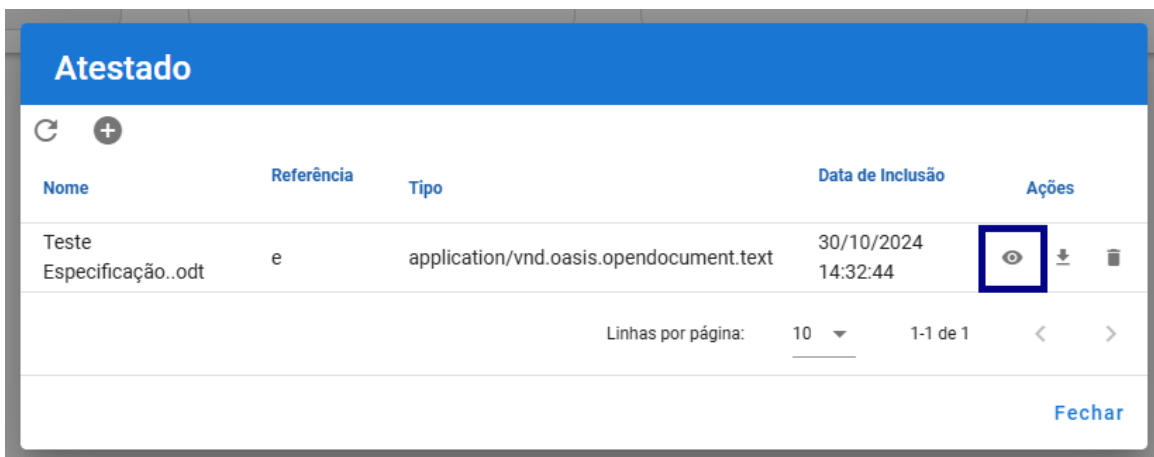 Atestado
Nome Referência Tipo Data de Inclusão Ações
Teste
Especificação..odt
e
application/vnd.oasis.opendocument.text
30/10/2024
14:32:44
Linhas por página: 10 1-1 de 1
Fechar